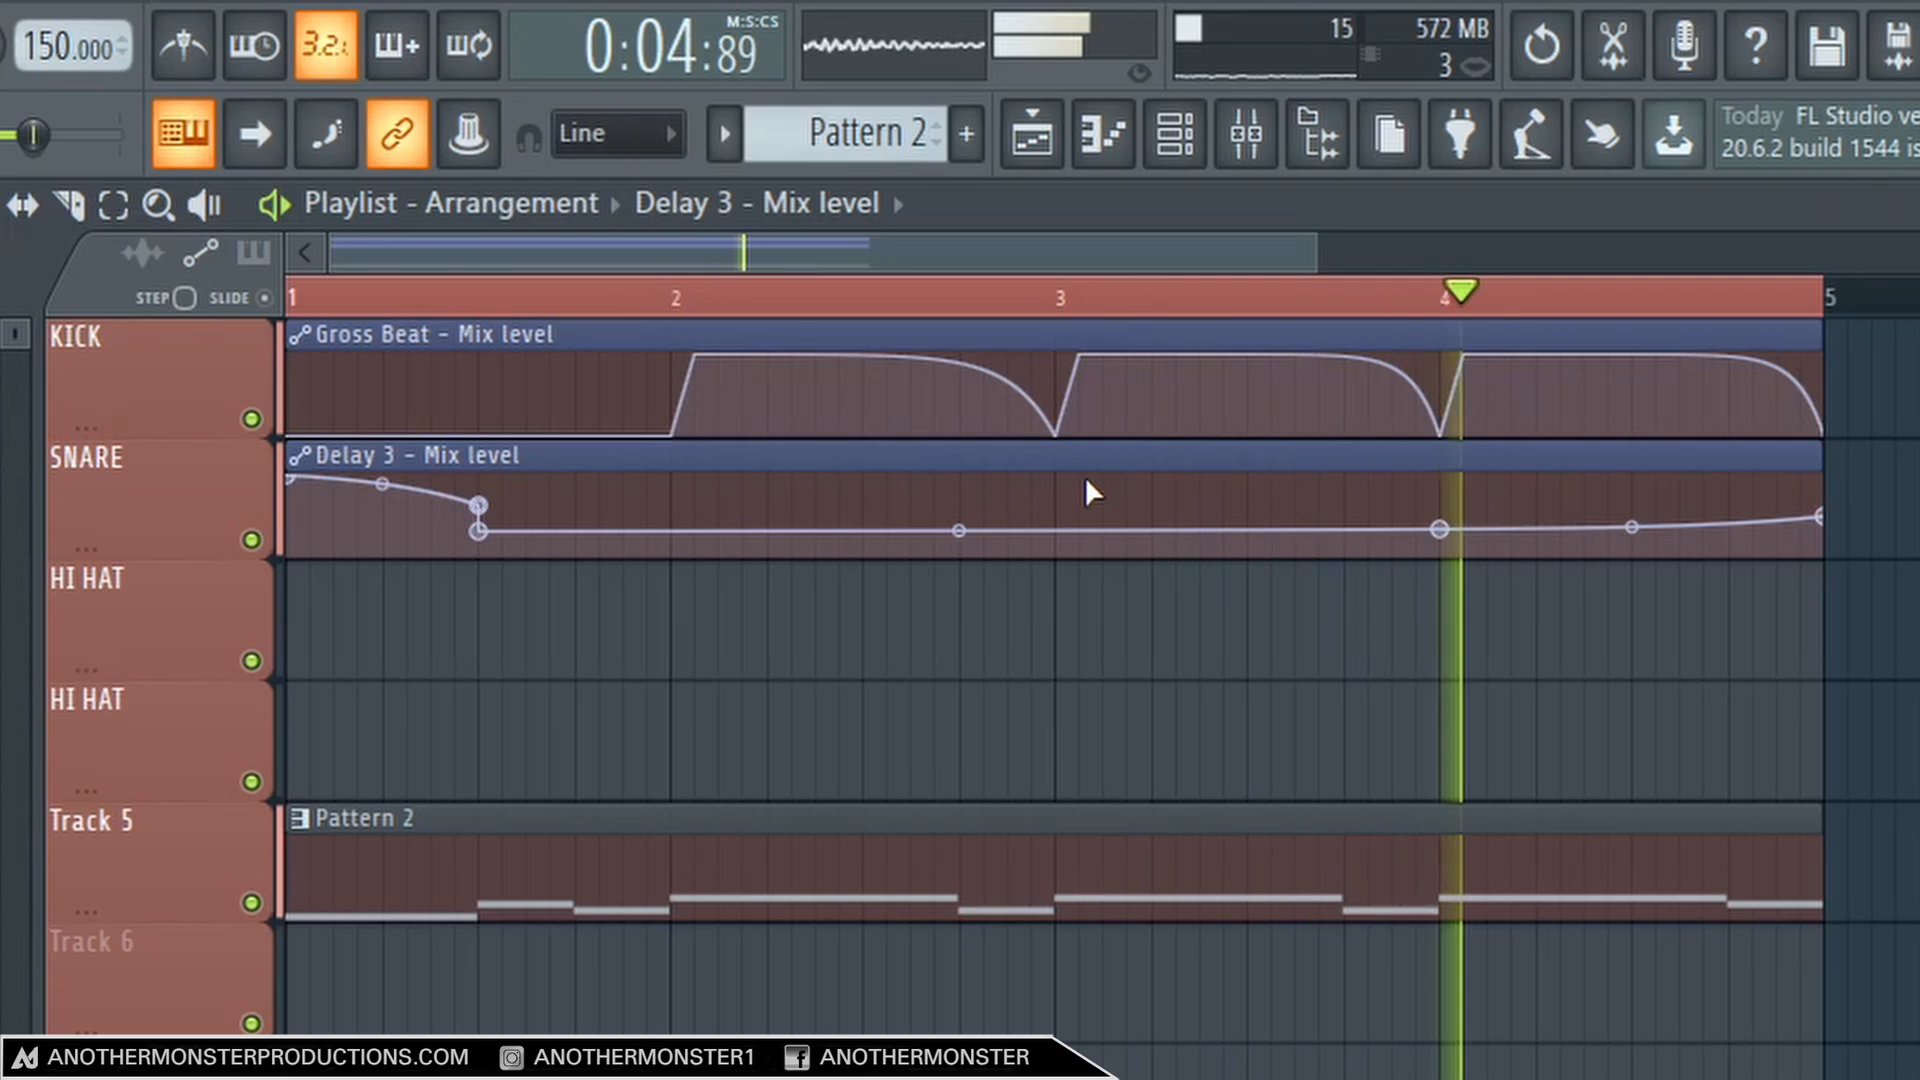 150.000
3.2.:
0:04:89
M:S:CS
15
572 MB
3
Line
Pattern 2
+
Today FL Studio ve
20.6.2 build 1544 is
Playlist - Arrangement
Delay 3 - Mix level
STEP
SLIDE
1
2
3
4
5
KICK
Gross Beat - Mix level
SNARE
Delay 3 - Mix level
HI HAT
HI HAT
Track 5
Pattern 2
Track 6
ANOTHERMONSTERPRODUCTIONS.COM
ANOTHERMONSTER1
ANOTHERMONSTER